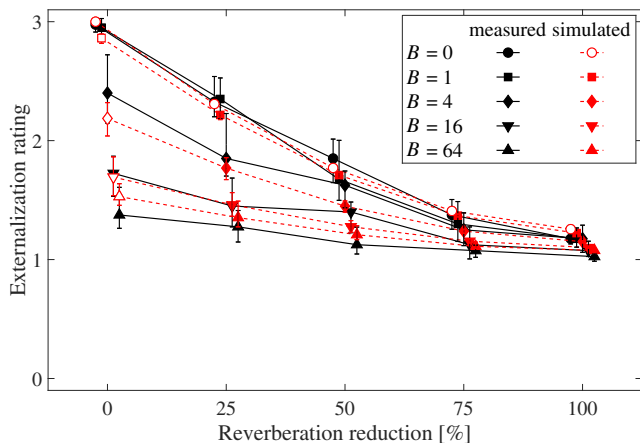 measured simulated
B = 0
B = 1
B = 4
B = 16
B = 64
Externalization rating
3
2
1
0
0 25 50 75 100
Reverberation reduction [%]